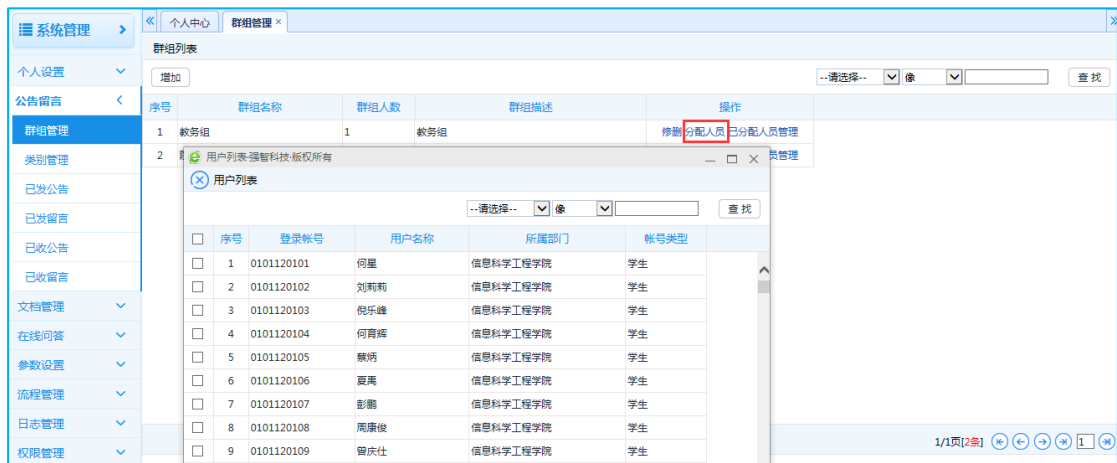 系统管理
个人中心 群组管理 ×
群组列表
个人设置
增加 --请选择-- 像 查 找
公告留言
序号 群组名称 群组人数 群组描述 操作
群组管理
1 教务组 1 教务组 修删 分配人员 已分配人员管理
类别管理
2 员管理
用户列表-强智科技-版权所有
用户列表
已发公告
--请选择-- 像 查 找
已发留言
序号 登录帐号 用户名称 所属部门 帐号类型
已收公告
1 0101120101 何星 信息科学工程学院 学生
已收留言
2 0101120102 刘莉莉 信息科学工程学院 学生
文档管理
3 0101120103 倪乐峰 信息科学工程学院 学生
在线问答
4 0101120104 何育辉 信息科学工程学院 学生
参数设置
5 0101120105 蔡炳 信息科学工程学院 学生
6 0101120106 夏禹 信息科学工程学院 学生
流程管理
7 0101120107 彭鹏 信息科学工程学院 学生
日志管理
8 0101120108 周康俊 信息科学工程学院 学生
1/1页[2条] 1
权限管理
9 0101120109 曾庆仕 信息科学工程学院 学生